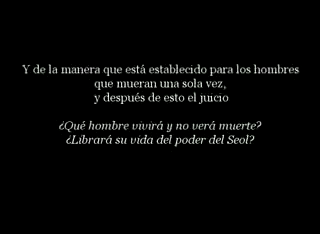 Y de la manera que está establecido para los hombres
que mueran una sola vez,
y después de esto el juicio
¿Qué hombre vivirá y no verá muerte?
¿Librará su vida del poder del Seol?